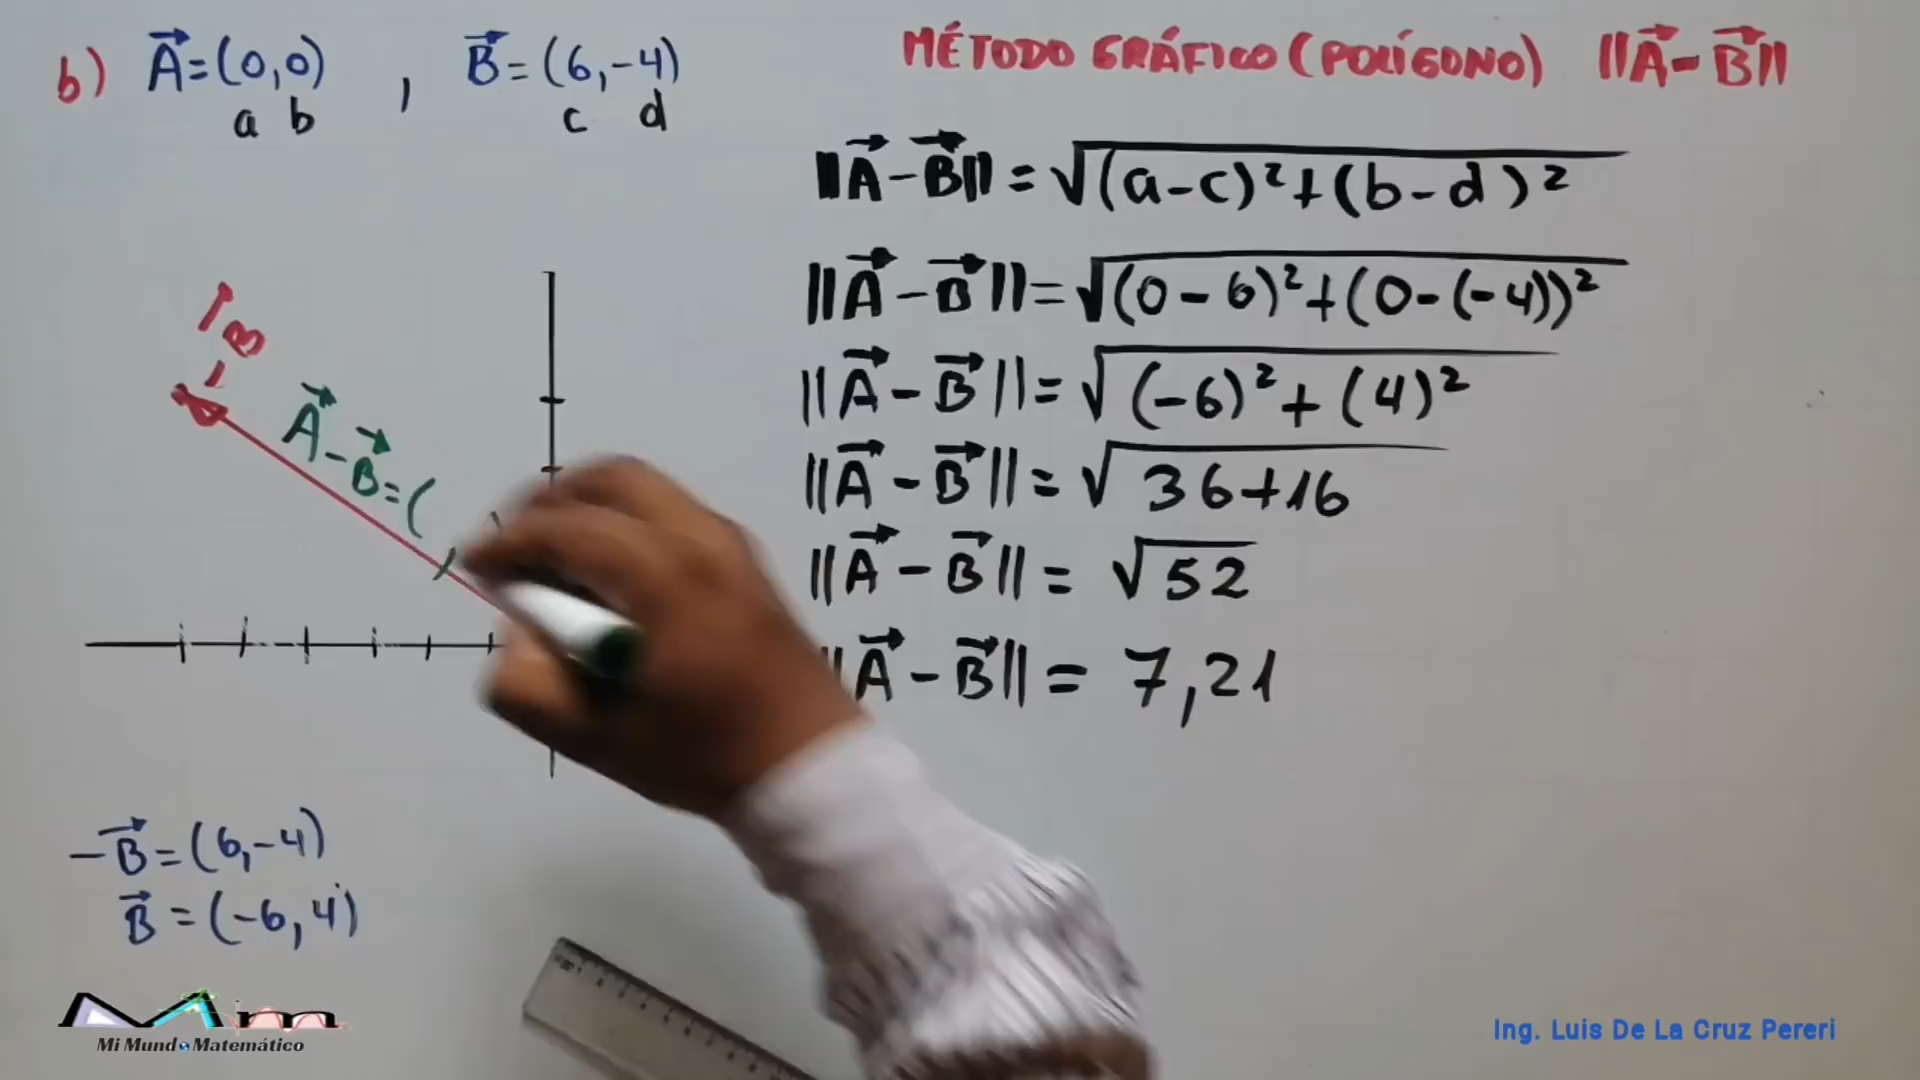 b) A=(0,0) , B=(6,-4)
a b c d
MÉTODO GRÁFICO (POLÍGONO) ||A-B||
||A-B|| = √(a-c)²+(b-d)²
||A-B|| = √(0-6)²+(0-(-4))²
||A-B|| = √(-6)²+(4)²
||A-B|| = √36+16
||A-B|| = √52
||A-B|| = 7,21
-B
A-B=(
-B=(6,-4)
B=(-6,4)
Mim
Mi Mundo Matemático
Ing. Luis De La Cruz Pereri